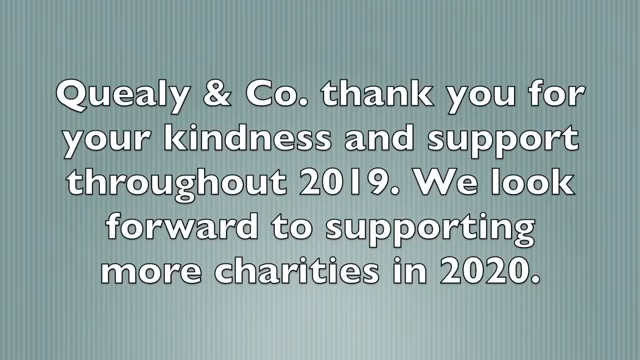 Quealy & Co. thank you for
your kindness and support
throughout 2019. We look
forward to supporting
more charities in 2020.